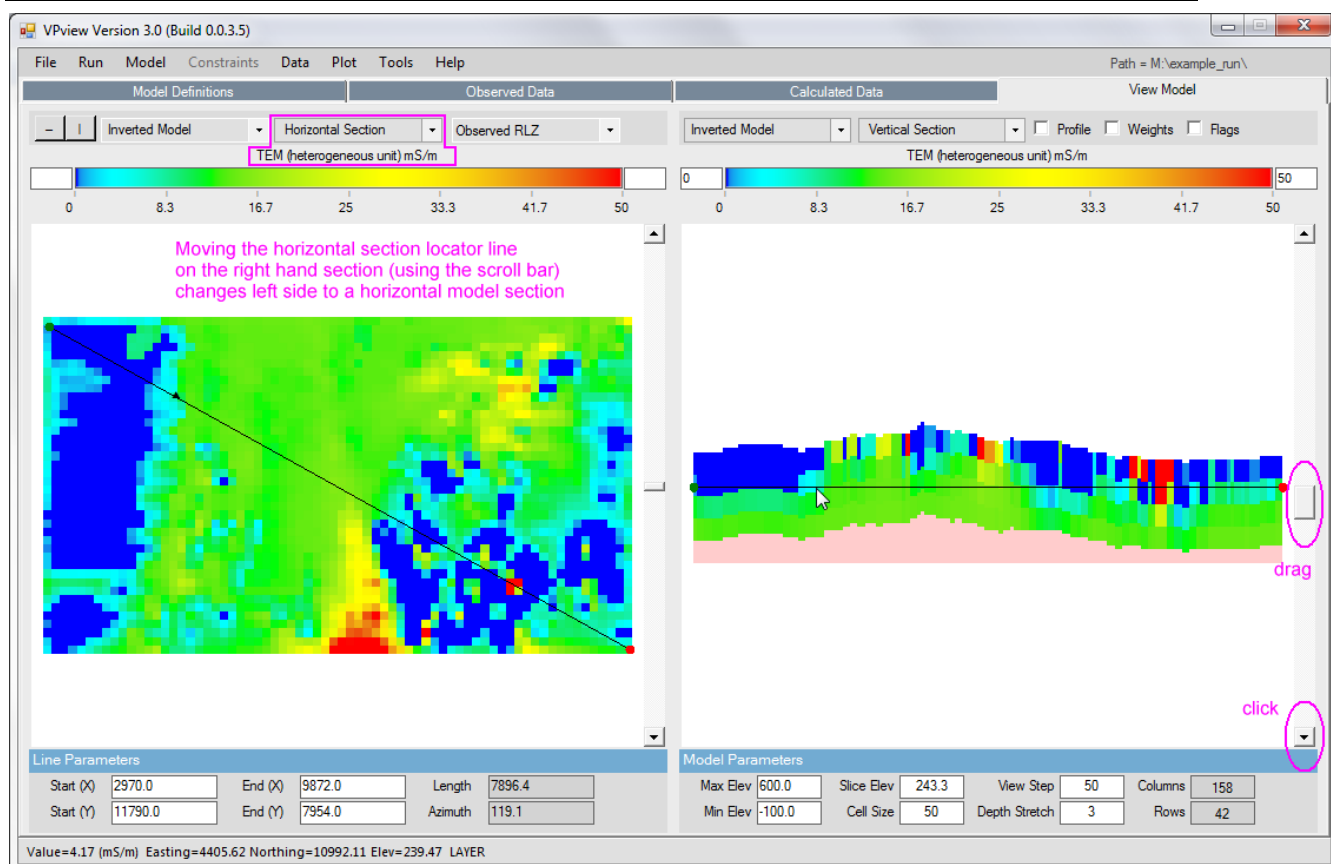 VPview Version 3.0 (Build 0.0.3.5)
File Run Model Constraints Data Plot Tools Help Path = M:\example_run\
Model Definitions Observed Data Calculated Data View Model
– | Inverted Model Horizontal Section Observed RLZ Inverted Model Vertical Section Profile Weights Flags
TEM (heterogeneous unit) mS/m TEM (heterogeneous unit) mS/m
0 50
0 8.3 16.7 25 33.3 41.7 50 0 8.3 16.7 25 33.3 41.7 50
Moving the horizontal section locator line
on the right hand section (using the scroll bar)
changes left side to a horizontal model section
drag
click
Line Parameters Model Parameters
Start (X) 2970.0 End (X) 9872.0 Length 7896.4 Max Elev 600.0 Slice Elev 243.3 View Step 50 Columns 158
Start (Y) 11790.0 End (Y) 7954.0 Azimuth 119.1 Min Elev -100.0 Cell Size 50 Depth Stretch 3 Rows 42
Value=4.17 (mS/m) Easting=4405.62 Northing=10992.11 Elev=239.47 LAYER